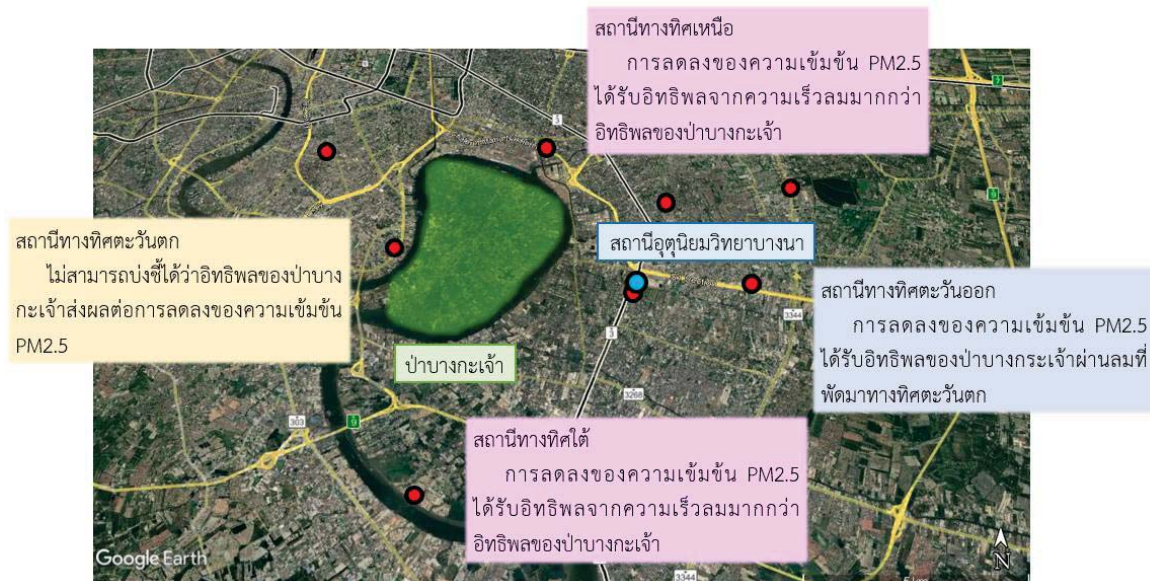 สถานีทางทิศเหนือ
การลดลงของความเข้มข้น PM2.5
ได้รับอิทธิพลจากความเร็วลมมากกว่า
อิทธิพลของป่าบางกะเจ้า
สถานีทางทิศตะวันตก
ไม่สามารถบ่งชี้ได้ว่าอิทธิพลของป่าบาง
กะเจ้าส่งผลต่อการลดลงของความเข้มข้น
PM2.5
สถานีอุตุนิยมวิทยาบางนา
ป่าบางกะเจ้า
สถานีทางทิศตะวันออก
การลดลงของความเข้มข้น PM2.5
ได้รับอิทธิพลของป่าบางกระเจ้าผ่านลมที่
พัดมาทางทิศตะวันตก
สถานีทางทิศใต้
การลดลงของความเข้มข้น PM2.5
ได้รับอิทธิพลจากความเร็วลมมากกว่า
อิทธิพลของป่าบางกะเจ้า
3344
3268
303
9
3344
Google Earth
N
5 km